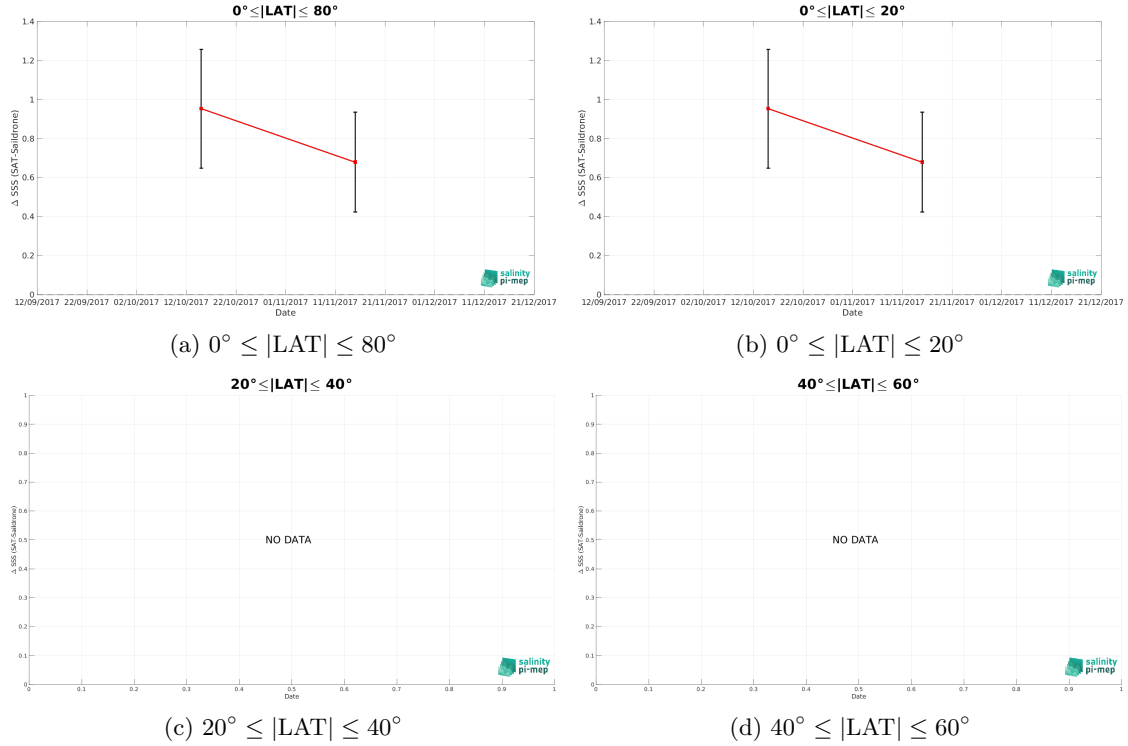 0°≤|LAT|≤ 80°
1.4
1.2
1
0.8
0.6
0.4
0.2
0
Δ SSS (SAT-Saildrone)
12/09/2017 22/09/2017 02/10/2017 12/10/2017 22/10/2017 01/11/2017 11/11/2017 21/11/2017 01/12/2017 11/12/2017 21/12/2017
Date
salinity
pi-mep
(a) 0° ≤ |LAT| ≤ 80°
0°≤|LAT|≤ 20°
1.4
1.2
1
0.8
0.6
0.4
0.2
0
Δ SSS (SAT-Saildrone)
12/09/2017 22/09/2017 02/10/2017 12/10/2017 22/10/2017 01/11/2017 11/11/2017 21/11/2017 01/12/2017 11/12/2017 21/12/2017
Date
salinity
pi-mep
(b) 0° ≤ |LAT| ≤ 20°
20°≤|LAT|≤ 40°
1
0.9
0.8
0.7
0.6
0.5
0.4
0.3
0.2
0.1
0
Δ SSS (SAT-Saildrone)
NO DATA
0 0.1 0.2 0.3 0.4 0.5 0.6 0.7 0.8 0.9 1
Date
salinity
pi-mep
(c) 20° ≤ |LAT| ≤ 40°
40°≤|LAT|≤ 60°
1
0.9
0.8
0.7
0.6
0.5
0.4
0.3
0.2
0.1
0
Δ SSS (SAT-Saildrone)
NO DATA
0 0.1 0.2 0.3 0.4 0.5 0.6 0.7 0.8 0.9 1
Date
salinity
pi-mep
(d) 40° ≤ |LAT| ≤ 60°